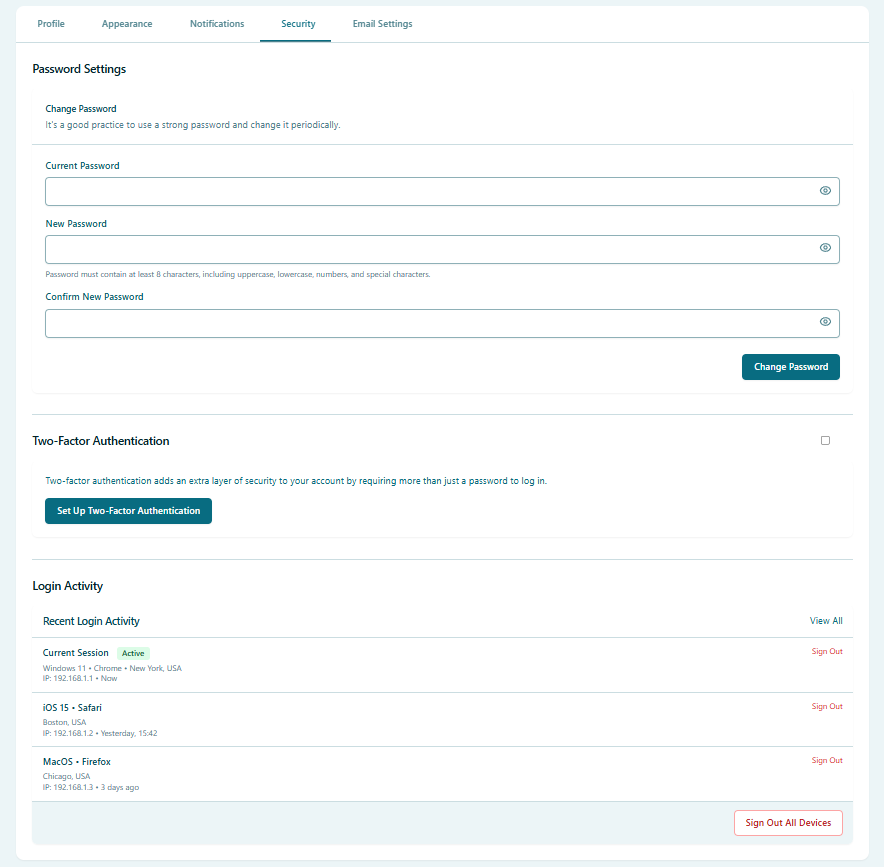 Profile
Appearance
Notifications
Security
Email Settings
Password Settings
Change Password
It's a good practice to use a strong password and change it periodically.
Current Password
New Password
Password must contain at least 8 characters, including uppercase, lowercase, numbers, and special characters.
Confirm New Password
Change Password
Two-Factor Authentication
Two-factor authentication adds an extra layer of security to your account by requiring more than just a password to log in.
Set Up Two-Factor Authentication
Login Activity
Recent Login Activity
View All
Current Session Active
Sign Out
Windows 11 • Chrome • New York, USA
IP: 192.168.1.1 • Now
iOS 15 • Safari
Sign Out
Boston, USA
IP: 192.168.1.2 • Yesterday, 15:42
MacOS • Firefox
Sign Out
Chicago, USA
IP: 192.168.1.3 • 3 days ago
Sign Out All Devices